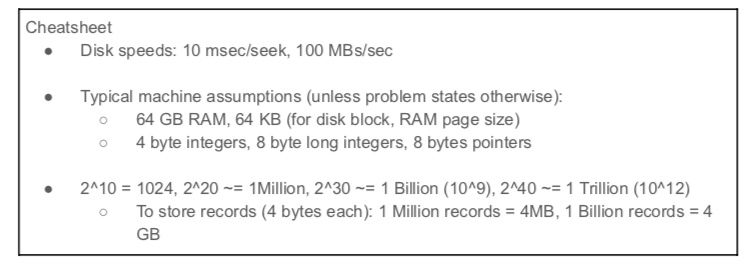 Cheatsheet
● Disk speeds: 10 msec/seek, 100 MBs/sec
● Typical machine assumptions (unless problem states otherwise):
○ 64 GB RAM, 64 KB (for disk block, RAM page size)
○ 4 byte integers, 8 byte long integers, 8 bytes pointers
● 2^10 = 1024, 2^20 ~= 1Million, 2^30 ~= 1 Billion (10^9), 2^40 ~= 1 Trillion (10^12)
○ To store records (4 bytes each): 1 Million records = 4MB, 1 Billion records = 4
GB